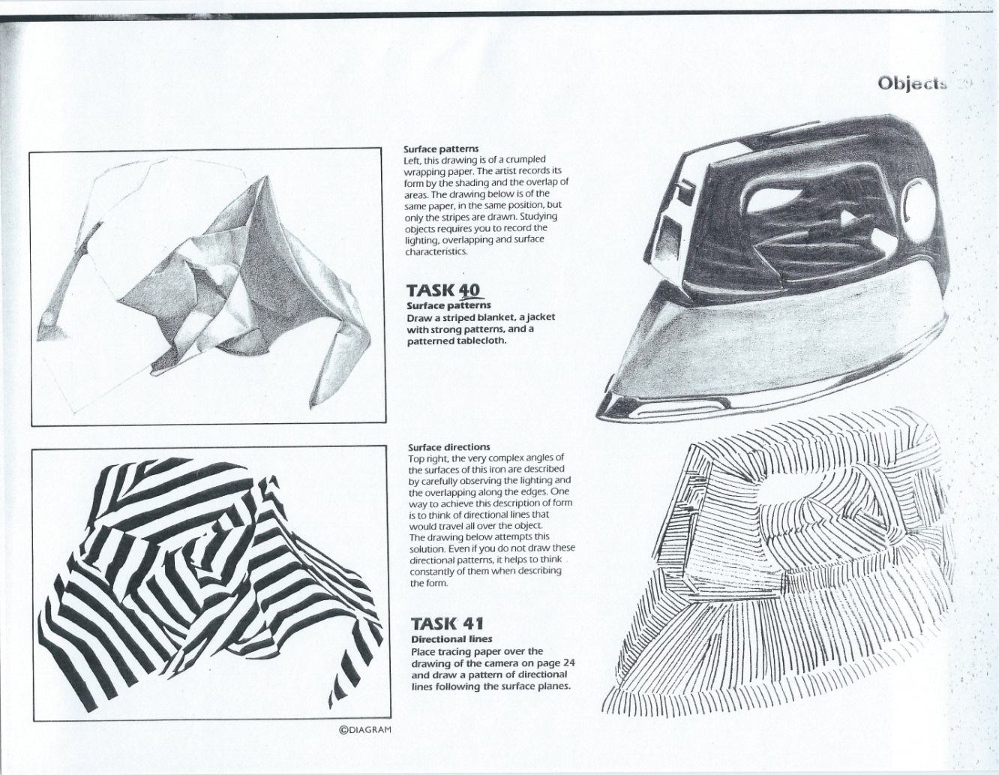 Objects
Surface patterns
Left, this drawing is of a crumpled
wrapping paper. The artist records its
form by the shading and the overlap of
areas. The drawing below is of the
same paper, in the same position, but
only the stripes are drawn. Studying
objects requires you to record the
lighting, overlapping and surface
characteristics.
TASK 40
Surface patterns
Draw a striped blanket, a jacket
with strong patterns, and a
patterned tablecloth.
Surface directions
Top right, the very complex angles of
the surfaces of this iron are described
by carefully observing the lighting and
the overlapping along the edges. One
way to achieve this description of form
is to think of directional lines that
would travel all over the object.
The drawing below attempts this
solution. Even if you do not draw these
directional patterns, it helps to think
constantly of them when describing
the form.
TASK 41
Directional lines
Place tracing paper over the
drawing of the camera on page 24
and draw a pattern of directional
lines following the surface planes.
©DIAGRAM